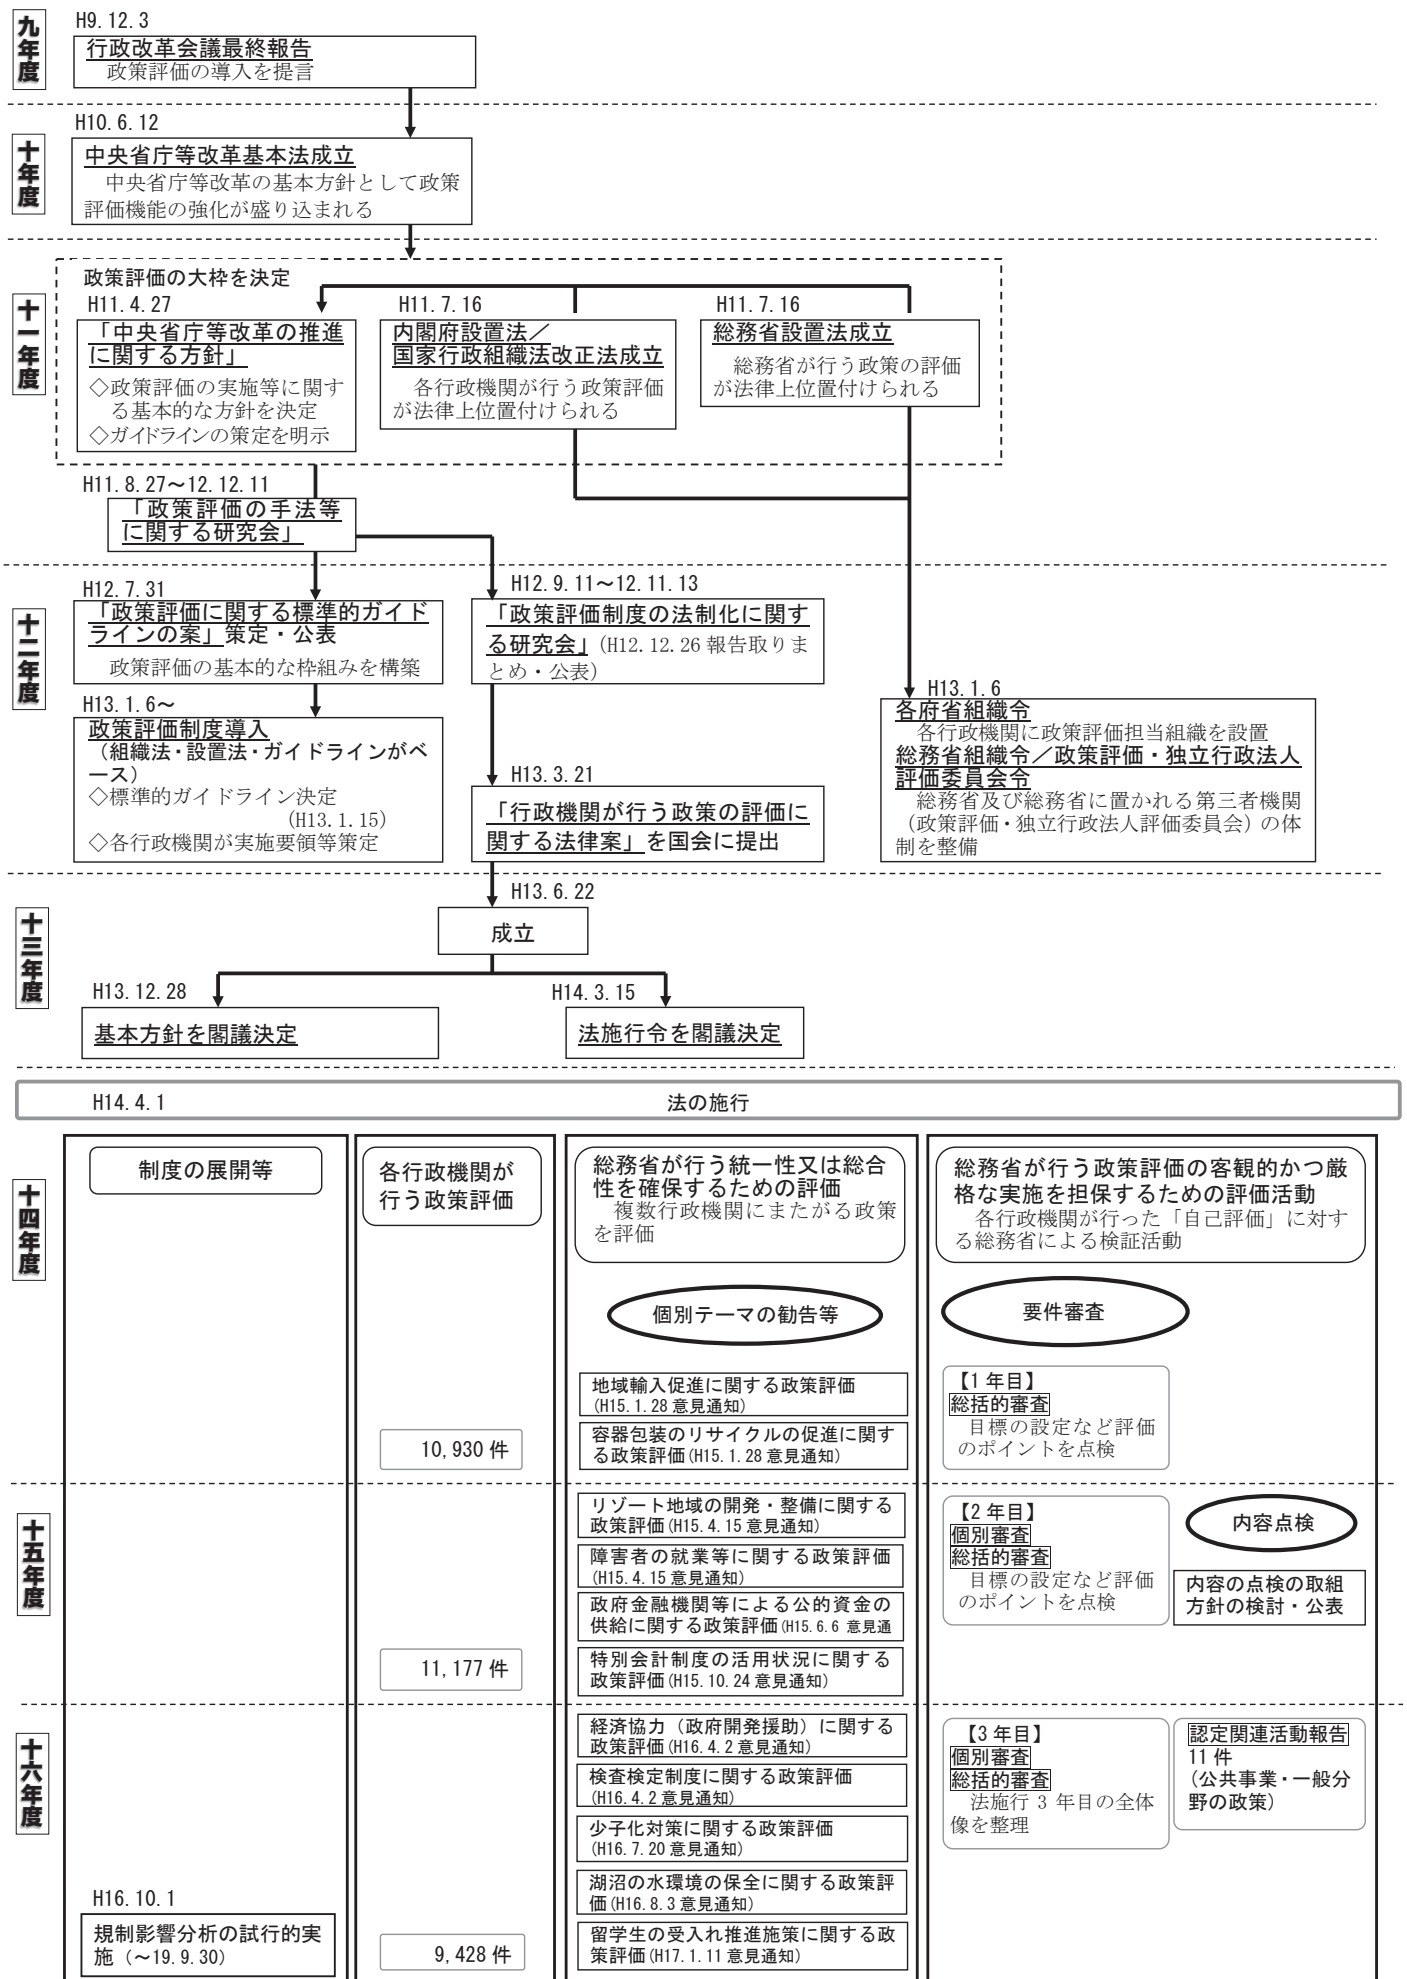 九年度
H9.12.3
行政改革会議最終報告
政策評価の導入を提言
十年度
H10.6.12
中央省庁等改革基本法成立
中央省庁等改革の基本方針として政策
評価機能の強化が盛り込まれる
十一年度
政策評価の大枠を決定
H11.4.27
「中央省庁等改革の推進
に関する方針」
◇政策評価の実施等に関す
る基本的な方針を決定
◇ガイドラインの策定を明示
H11.7.16
内閣府設置法／
国家行政組織法改正法成立
各行政機関が行う政策評価
が法律上位置付けられる
H11.7.16
総務省設置法成立
総務省が行う政策の評価
が法律上位置付けられる
H11.8.27～12.12.11
「政策評価の手法等
に関する研究会」
十二年度
H12.7.31
「政策評価に関する標準的ガイド
ラインの案」策定・公表
政策評価の基本的な枠組みを構築
H12.9.11～12.11.13
「政策評価制度の法制化に関す
る研究会」(H12.12.26 報告取りま
とめ・公表)
H13.1.6～
政策評価制度導入
（組織法・設置法・ガイドラインがベ
ース）
◇標準的ガイドライン決定
(H13.1.15)
◇各行政機関が実施要領等策定
H13.3.21
「行政機関が行う政策の評価に
関する法律案」を国会に提出
H13.1.6
各府省組織令
各行政機関に政策評価担当組織を設置
総務省組織令／政策評価・独立行政法人
評価委員会令
総務省及び総務省に置かれる第三者機関
（政策評価・独立行政法人評価委員会）の体
制を整備
十三年度
H13.6.22
成立
H13.12.28
基本方針を閣議決定
H14.3.15
法施行令を閣議決定
H14.4.1
法の施行
十四年度
制度の展開等
各行政機関が
行う政策評価
総務省が行う統一性又は総合
性を確保するための評価
複数行政機関にまたがる政策
を評価
総務省が行う政策評価の客観的かつ厳
格な実施を担保するための評価活動
各行政機関が行った「自己評価」に対す
る総務省による検証活動
個別テーマの勧告等
要件審査
地域輸入促進に関する政策評価
(H15.1.28 意見通知)
容器包装のリサイクルの促進に関す
る政策評価(H15.1.28 意見通知)
10,930 件
【1 年目】
総括的審査
目標の設定など評価
のポイントを点検
十五年度
リゾート地域の開発・整備に関する
政策評価(H15.4.15 意見通知)
障害者の就業等に関する政策評価
(H15.4.15 意見通知)
政府金融機関等による公的資金の
供給に関する政策評価(H15.6.6 意見通
特別会計制度の活用状況に関する
政策評価(H15.10.24 意見通知)
11,177 件
【2 年目】
個別審査
総括的審査
目標の設定など評価
のポイントを点検
内容点検
内容の点検の取組
方針の検討・公表
十六年度
経済協力（政府開発援助）に関する
政策評価(H16.4.2 意見通知)
検査検定制度に関する政策評価
(H16.4.2 意見通知)
少子化対策に関する政策評価
(H16.7.20 意見通知)
湖沼の水環境の保全に関する政策評
価(H16.8.3 意見通知)
留学生の受入れ推進施策に関する政
策評価(H17.1.11 意見通知)
【3 年目】
個別審査
総括的審査
法施行 3 年目の全体
像を整理
認定関連活動報告
11 件
（公共事業・一般分
野の政策）
H16.10.1
規制影響分析の試行的実
施（～19.9.30）
9,428 件